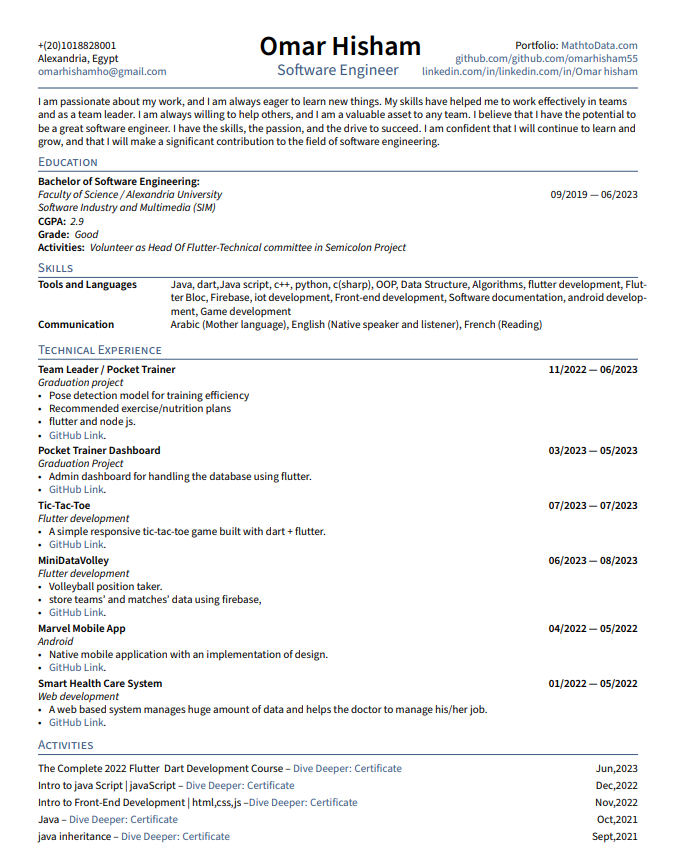 +(20)1018828001
Alexandria, Egypt
omarhishamho@gmail.com
Omar Hisham
Software Engineer
Portfolio: MathtoData.com
github.com/github.com/omarhisham55
linkedin.com/in/linkedin.com/in/Omar hisham
I am passionate about my work, and I am always eager to learn new things. My skills have helped me to work effectively in teams
and as a team leader. I am always willing to help others, and I am a valuable asset to any team. I believe that I have the potential to
be a great software engineer. I have the skills, the passion, and the drive to succeed. I am confident that I will continue to learn and
grow, and that I will make a significant contribution to the field of software engineering.
Education
Bachelor of Software Engineering:
Faculty of Science / Alexandria University 09/2019 — 06/2023
Software Industry and Multimedia (SIM)
CGPA: 2.9
Grade: Good
Activities: Volunteer as Head Of Flutter-Technical committee in Semicolon Project
Skills
Tools and Languages Java, dart,Java script, c++, python, c(sharp), OOP, Data Structure, Algorithms, flutter development, Flut-
ter Bloc, Firebase, iot development, Front-end development, Software documentation, android develop-
ment, Game development
Communication Arabic (Mother language), English (Native speaker and listener), French (Reading)
Technical Experience
Team Leader / Pocket Trainer 11/2022 — 06/2023
Graduation project
• Pose detection model for training efficiency
• Recommended exercise/nutrition plans
• flutter and node js.
• GitHub Link.
Pocket Trainer Dashboard 03/2023 — 05/2023
Graduation Project
• Admin dashboard for handling the database using flutter.
• GitHub Link.
Tic-Tac-Toe 07/2023 — 07/2023
Flutter development
• A simple responsive tic-tac-toe game built with dart + flutter.
• GitHub Link.
MiniDataVolley 06/2023 — 08/2023
Flutter development
• Volleyball position taker.
• store teams' and matches' data using firebase,
• GitHub Link.
Marvel Mobile App 04/2022 — 05/2022
Android
• Native mobile application with an implementation of design.
• GitHub Link.
Smart Health Care System 01/2022 — 05/2022
Web development
• A web based system manages huge amount of data and helps the doctor to manage his/her job.
• GitHub Link.
Activities
The Complete 2022 Flutter Dart Development Course – Dive Deeper: Certificate Jun,2023
Intro to java Script | javaScript – Dive Deeper: Certificate Dec,2022
Intro to Front-End Development | html,css,js –Dive Deeper: Certificate Nov,2022
Java – Dive Deeper: Certificate Oct,2021
java inheritance – Dive Deeper: Certificate Sept,2021